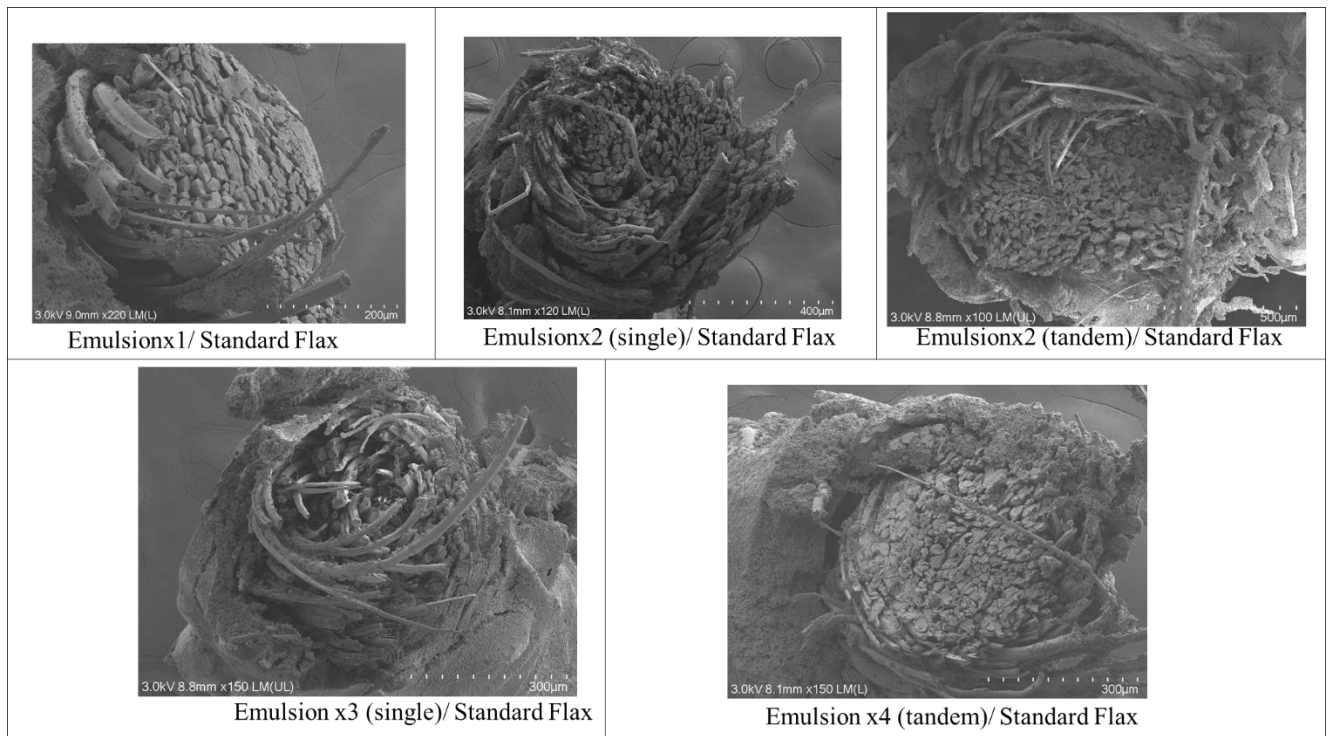 3.0kV 9.0mm x220 LM(L) 200µm
Emulsionx1/ Standard Flax
3.0kV 8.1mm x120 LM(L) 400µm
Emulsionx2 (single)/ Standard Flax
3.0kV 8.8mm x100 LM(UL) 500µm
Emulsionx2 (tandem)/ Standard Flax
3.0kV 8.8mm x150 LM(UL) 300µm
Emulsion x3 (single)/ Standard Flax
3.0kV 8.1mm x150 LM(L) 300µm
Emulsion x4 (tandem)/ Standard Flax